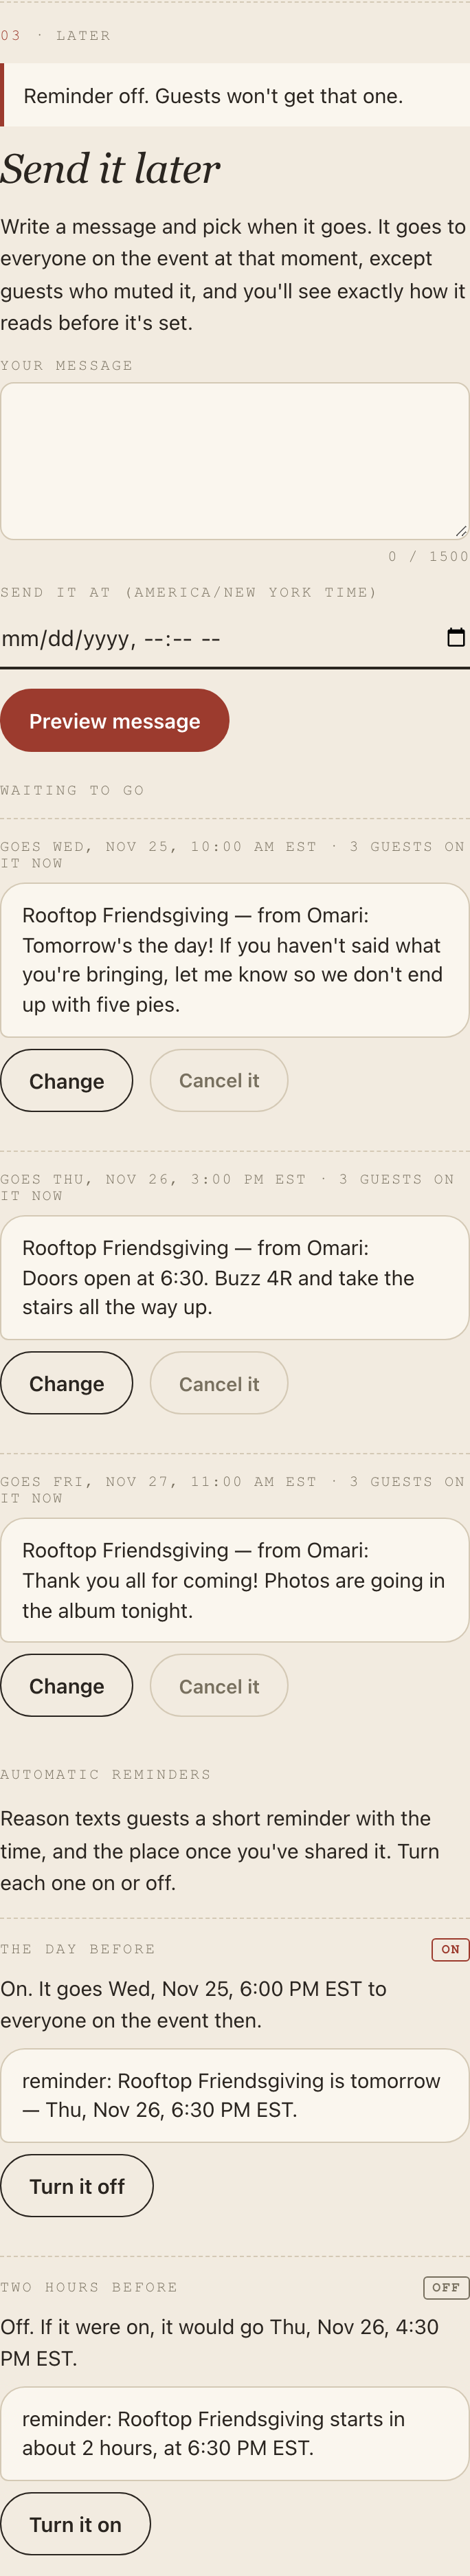 03 · LATER
Reminder off. Guests won't get that one.
Send it later
Write a message and pick when it goes. It goes to
everyone on the event at that moment, except
guests who muted it, and you'll see exactly how it
reads before it's set.
YOUR MESSAGE
0 / 1500
SEND IT AT (AMERICA/NEW YORK TIME)
mm/dd/yyyy, --:-- --
Preview message
WAITING TO GO
GOES WED, NOV 25, 10:00 AM EST · 3 GUESTS ON
IT NOW
Rooftop Friendsgiving — from Omari:
Tomorrow's the day! If you haven't said what
you're bringing, let me know so we don't end
up with five pies.
Change
Cancel it
GOES THU, NOV 26, 3:00 PM EST · 3 GUESTS ON
IT NOW
Rooftop Friendsgiving — from Omari:
Doors open at 6:30. Buzz 4R and take the
stairs all the way up.
Change
Cancel it
GOES FRI, NOV 27, 11:00 AM EST · 3 GUESTS ON
IT NOW
Rooftop Friendsgiving — from Omari:
Thank you all for coming! Photos are going in
the album tonight.
Change
Cancel it
AUTOMATIC REMINDERS
Reason texts guests a short reminder with the
time, and the place once you've shared it. Turn
each one on or off.
THE DAY BEFORE
ON
On. It goes Wed, Nov 25, 6:00 PM EST to
everyone on the event then.
reminder: Rooftop Friendsgiving is tomorrow
— Thu, Nov 26, 6:30 PM EST.
Turn it off
TWO HOURS BEFORE
OFF
Off. If it were on, it would go Thu, Nov 26, 4:30
PM EST.
reminder: Rooftop Friendsgiving starts in
about 2 hours, at 6:30 PM EST.
Turn it on